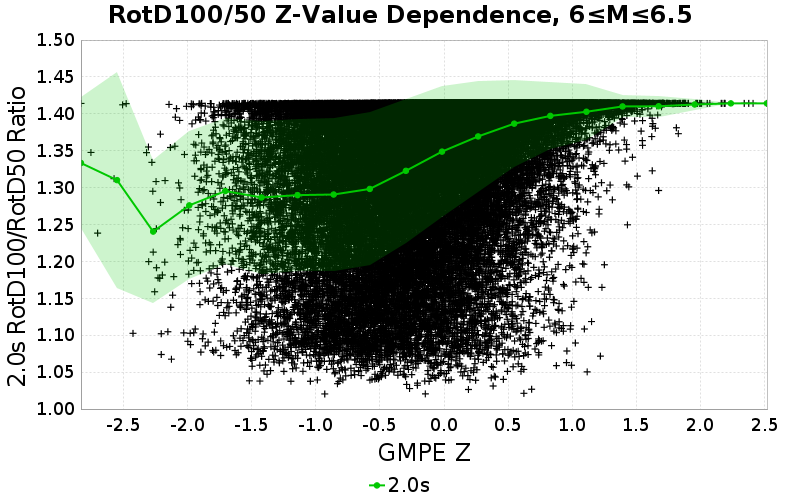 RotD100/50 Z-Value Dependence, 6≤M≤6.5
2.0s RotD100/RotD50 Ratio
1.50
1.45
1.40
1.35
1.30
1.25
1.20
1.15
1.10
1.05
1.00
-2.5 -2.0 -1.5 -1.0 -0.5 0.0 0.5 1.0 1.5 2.0 2.5
GMPE Z
2.0s